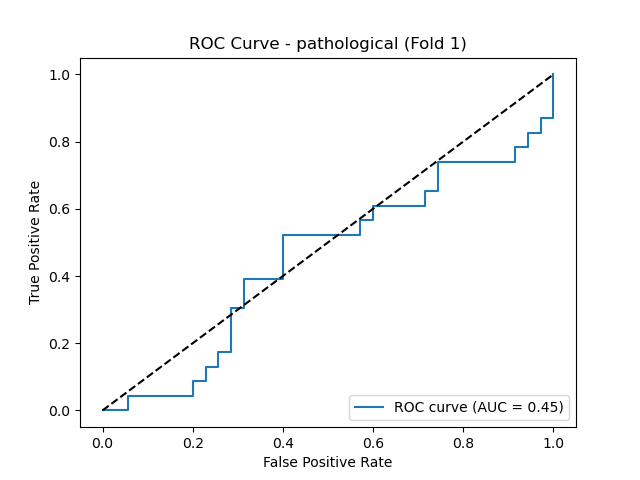 ROC Curve - pathological (Fold 1)
1.0
0.8
0.6
0.4
0.2
0.0
True Positive Rate
ROC curve (AUC = 0.45)
0.0 0.2 0.4 0.6 0.8 1.0
False Positive Rate